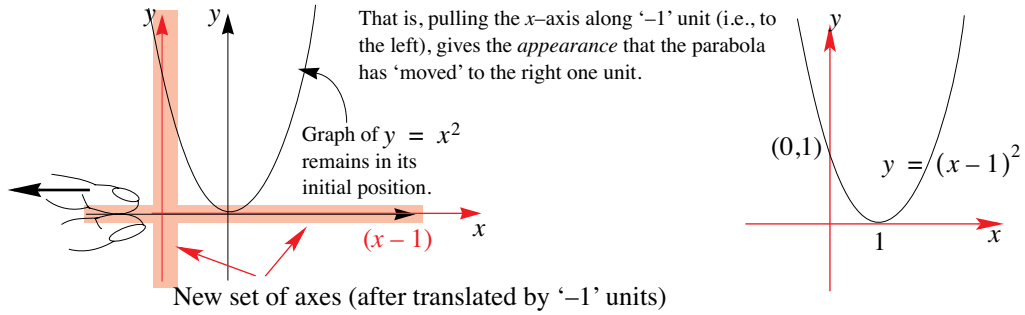 y
y
That is, pulling the x–axis along ‘–1’ unit (i.e., to
the left), gives the appearance that the parabola
has ‘moved’ to the right one unit.
Graph of y = x²
remains in its
initial position.
(x – 1)
x
New set of axes (after translated by ‘–1’ units)
y
(0,1)
y = (x – 1)²
1
x